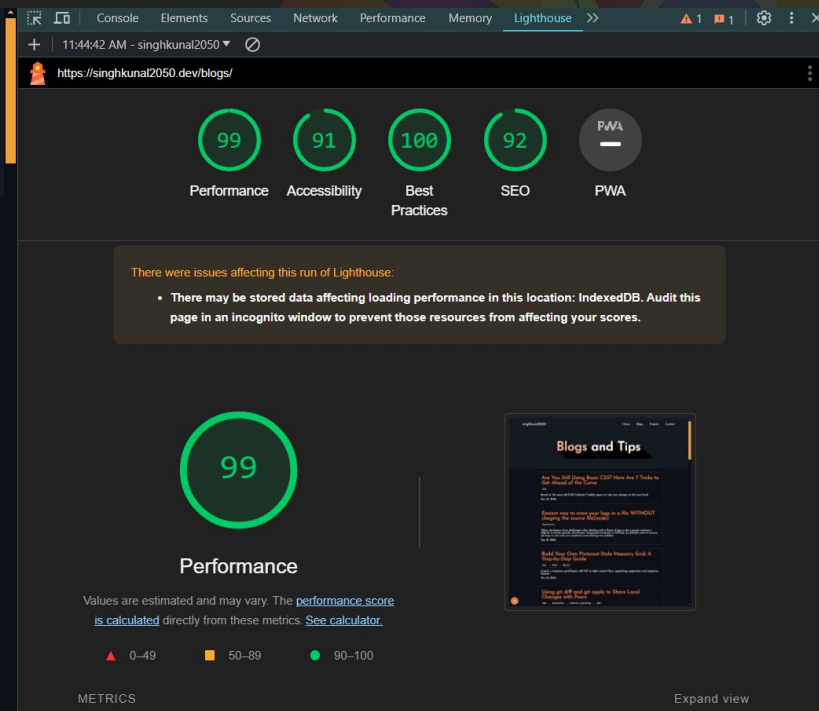 Console Elements Sources Network Performance Memory Lighthouse 1 1
11:44:42 AM - singhkunal2050
https://singhkunal2050.dev/blogs/
99 91 100 92 PWA
Performance Accessibility Best Practices SEO PWA
There were issues affecting this run of Lighthouse:
• There may be stored data affecting loading performance in this location: IndexedDB. Audit this
page in an incognito window to prevent those resources from affecting your scores.
99
Performance
Values are estimated and may vary. The performance score
is calculated directly from these metrics. See calculator.
0–49 50–89 90–100
METRICS Expand view
singhkunal2050 Home Blogs Projects Contact
Blogs and Tips
Are You Still Using Basic CSS? Here Are 7 Tricks to
Get Ahead of the Curve
Easiest way to store your logs in a file WITHOUT
changing the source file(node)
Build Your Own Pinterest-Style Masonry Grid: A
Step-by-Step Guide
Using git diff and git apply to Share Local
Changes with Peers